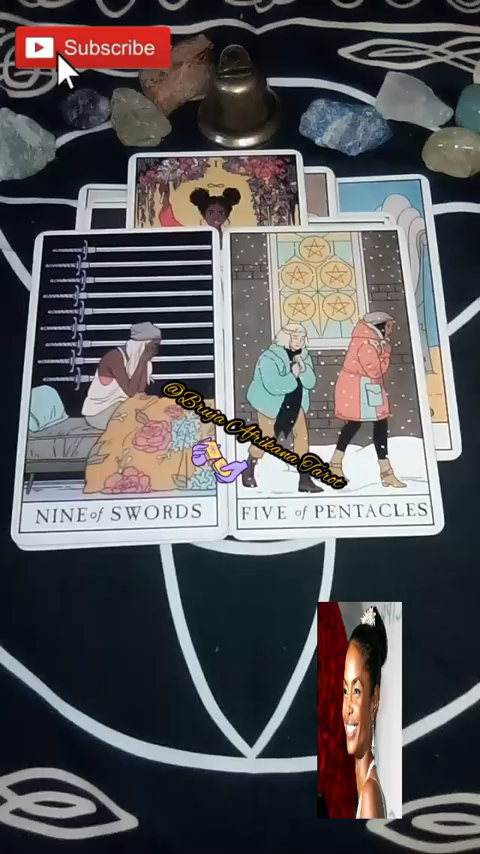 Subscribe
I
NINE of SWORDS
FIVE of PENTACLES
@Bruja Afrikana Tarot